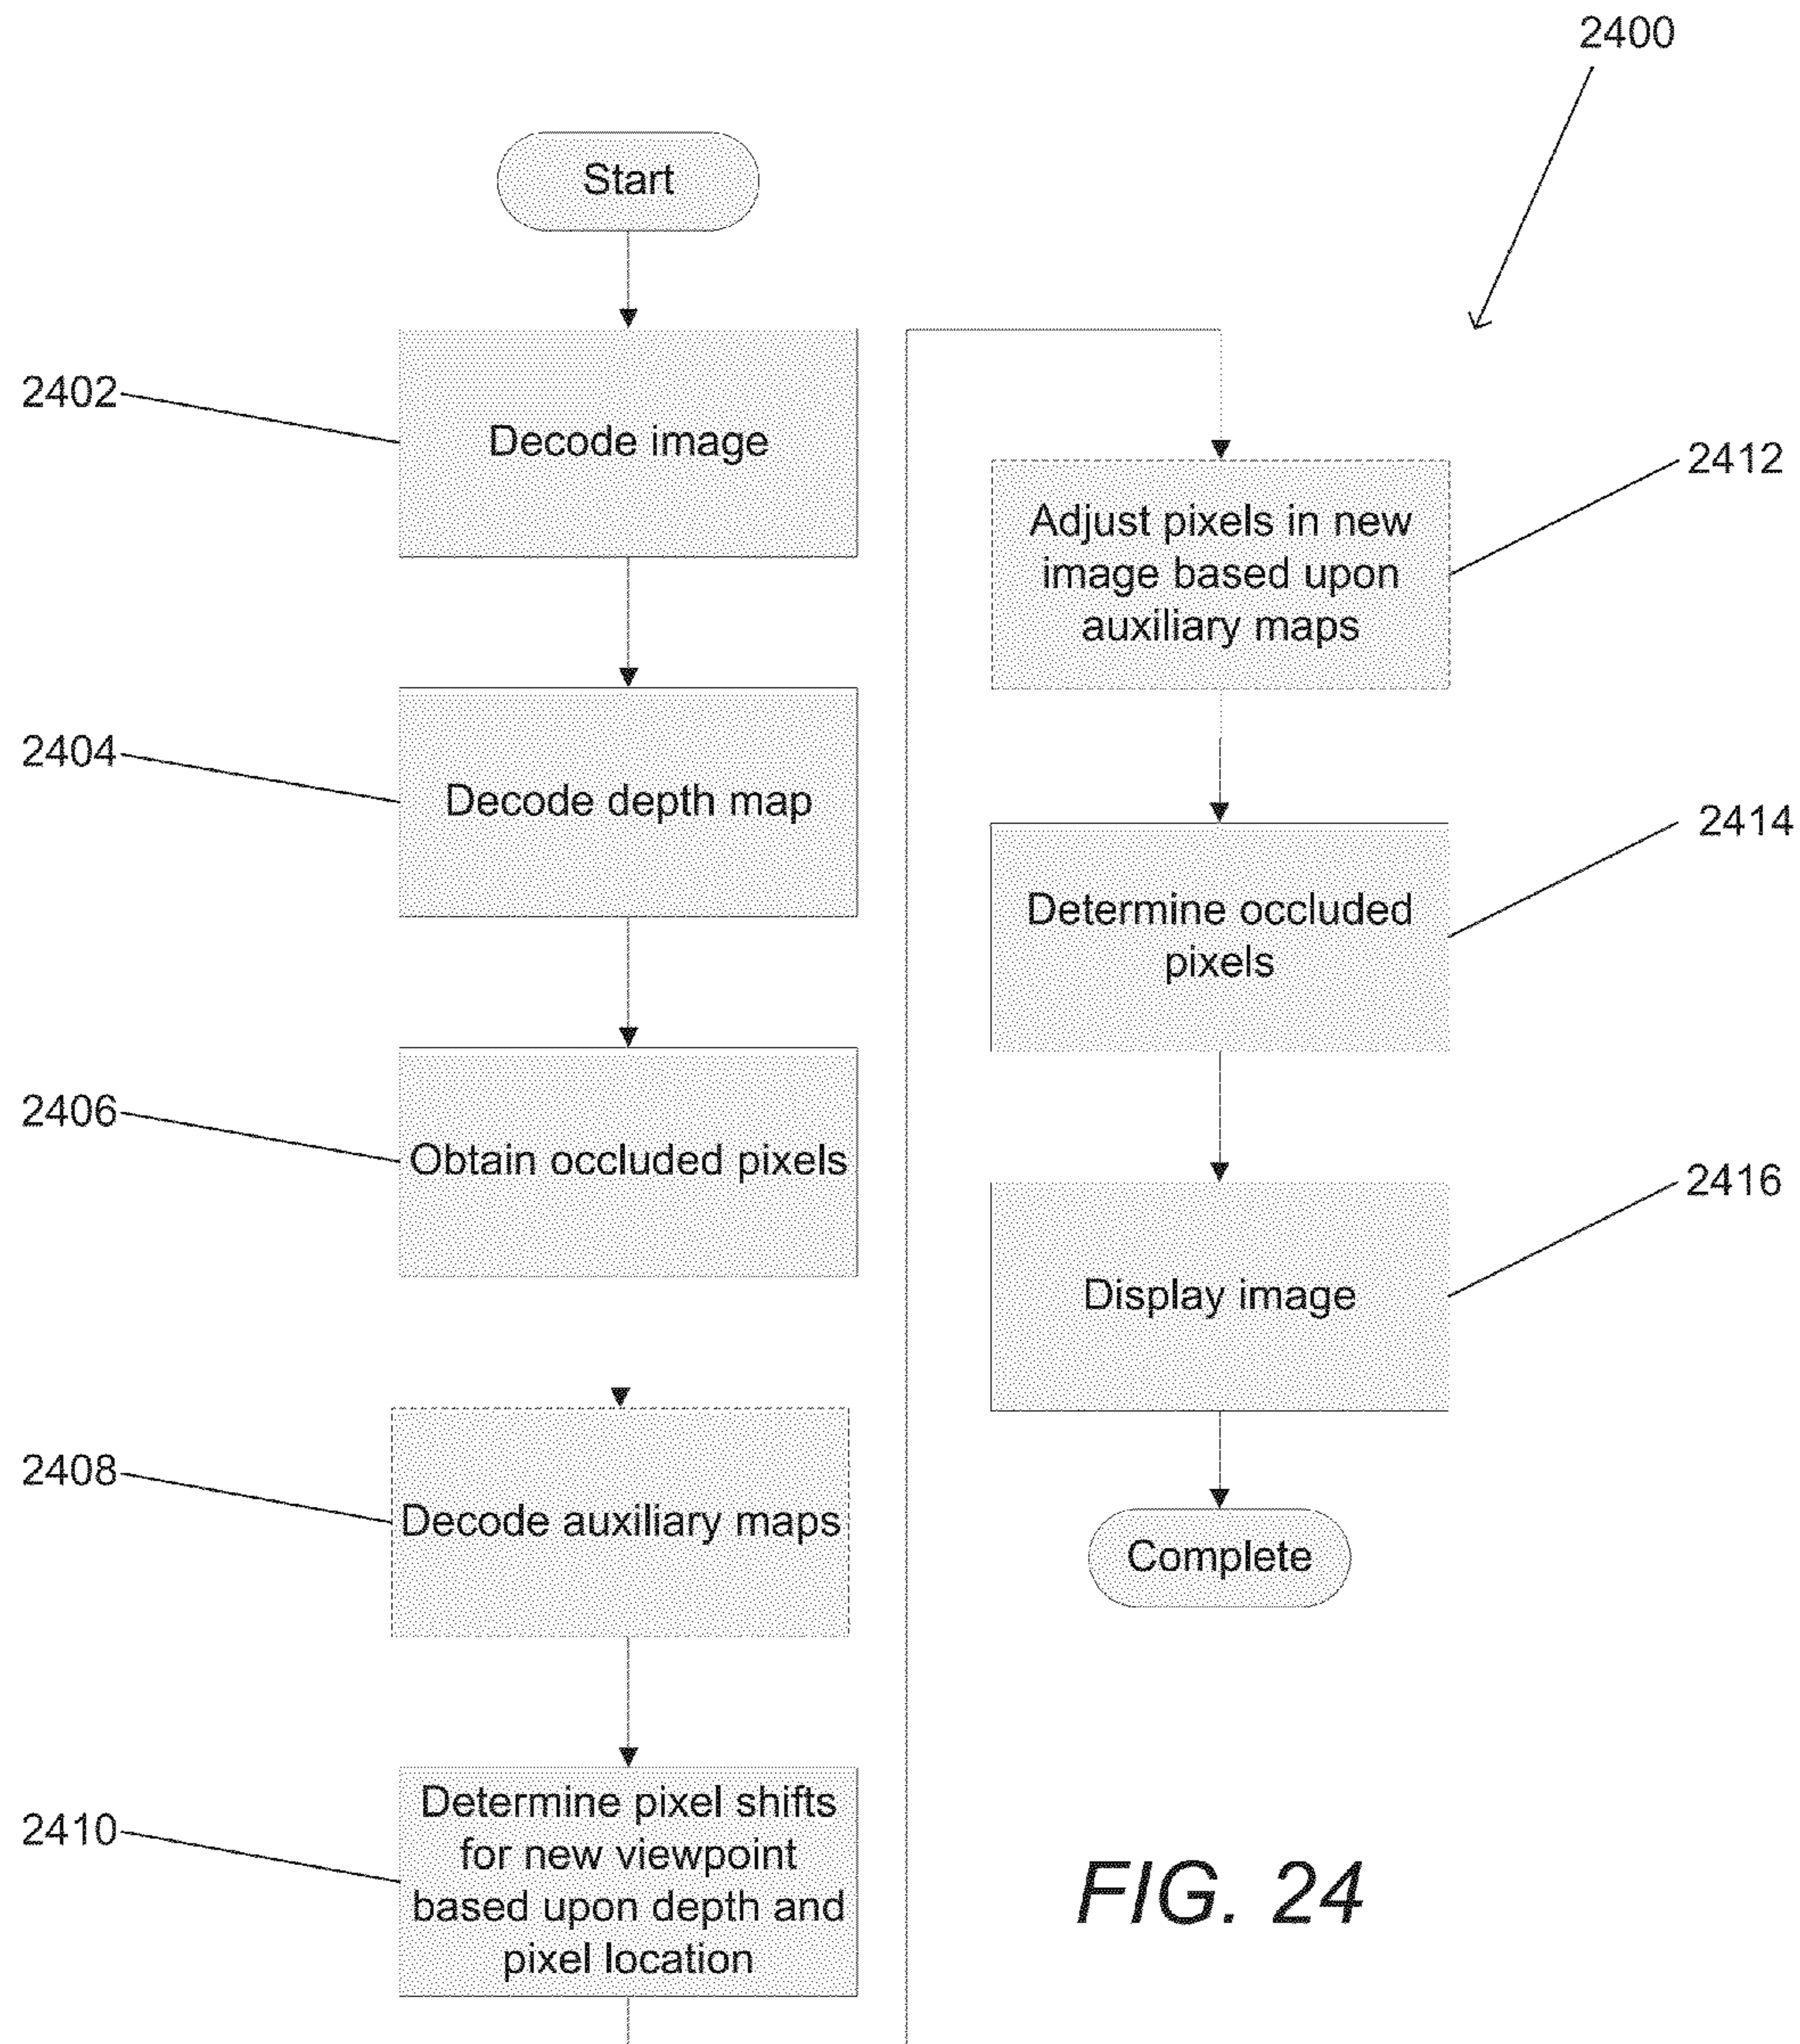 2400
Start
2402
Decode image
2404
Decode depth map
2406
Obtain occluded pixels
2408
Decode auxiliary maps
2410
Determine pixel shifts
for new viewpoint
based upon depth and
pixel location
2412
Adjust pixels in new
image based upon
auxiliary maps
2414
Determine occluded
pixels
2416
Display image
Complete
FIG. 24